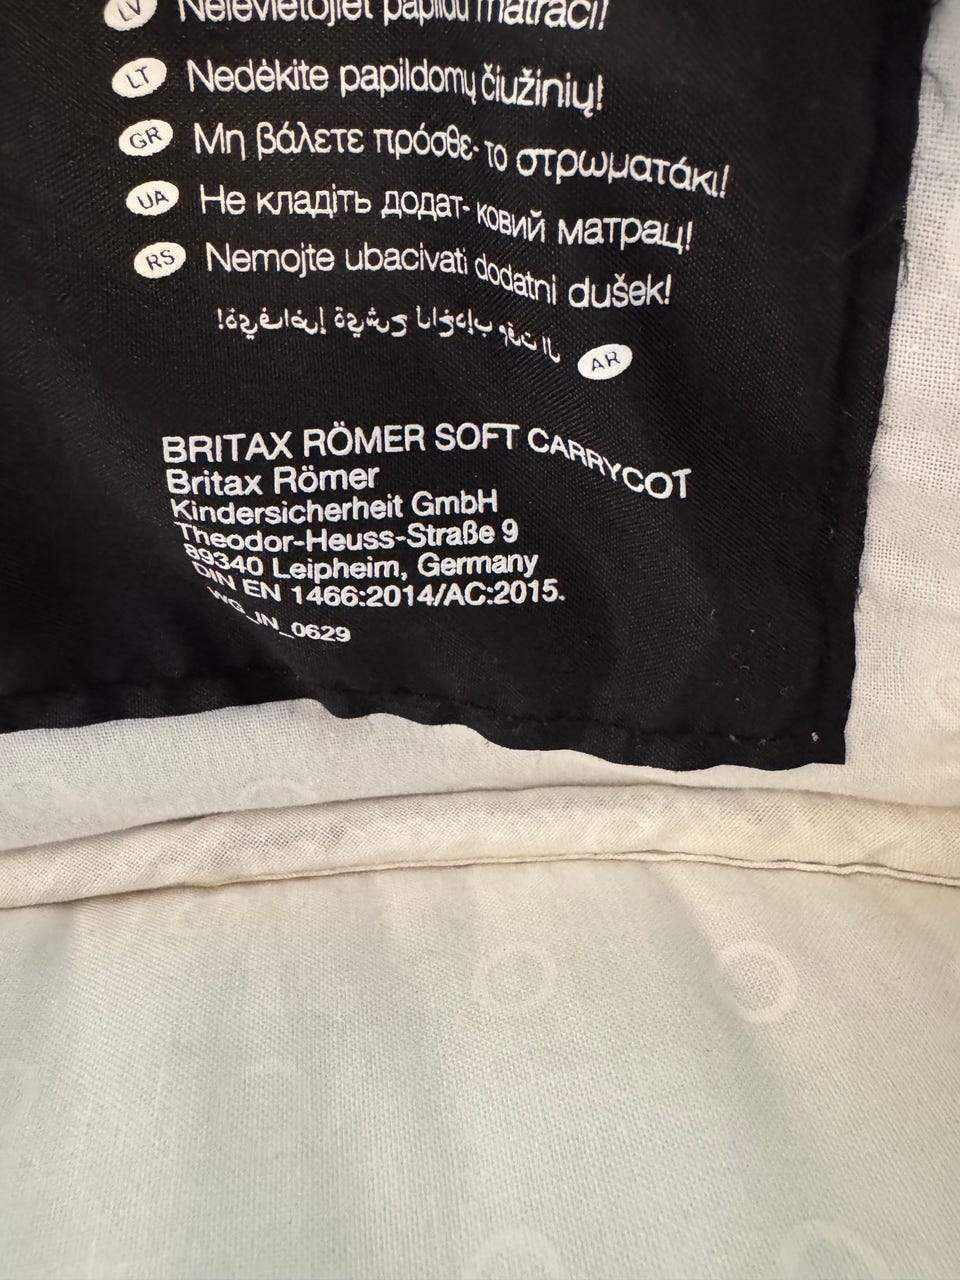 LV Nelevietojiet papildu matraci!
LT Nedėkite papildomų čiužinių!
GR Μη βάλετε πρόσθε- το στρωματάκι!
UA Не кладіть додат- ковий матрац!
RS Nemojte ubacivati dodatni dušek!
AR
BRITAX RÖMER SOFT CARRYCOT
Britax Römer
Kindersicherheit GmbH
Theodor-Heuss-Straße 9
89340 Leipheim, Germany
DIN EN 1466:2014/AC:2015.
WG_IN_0629